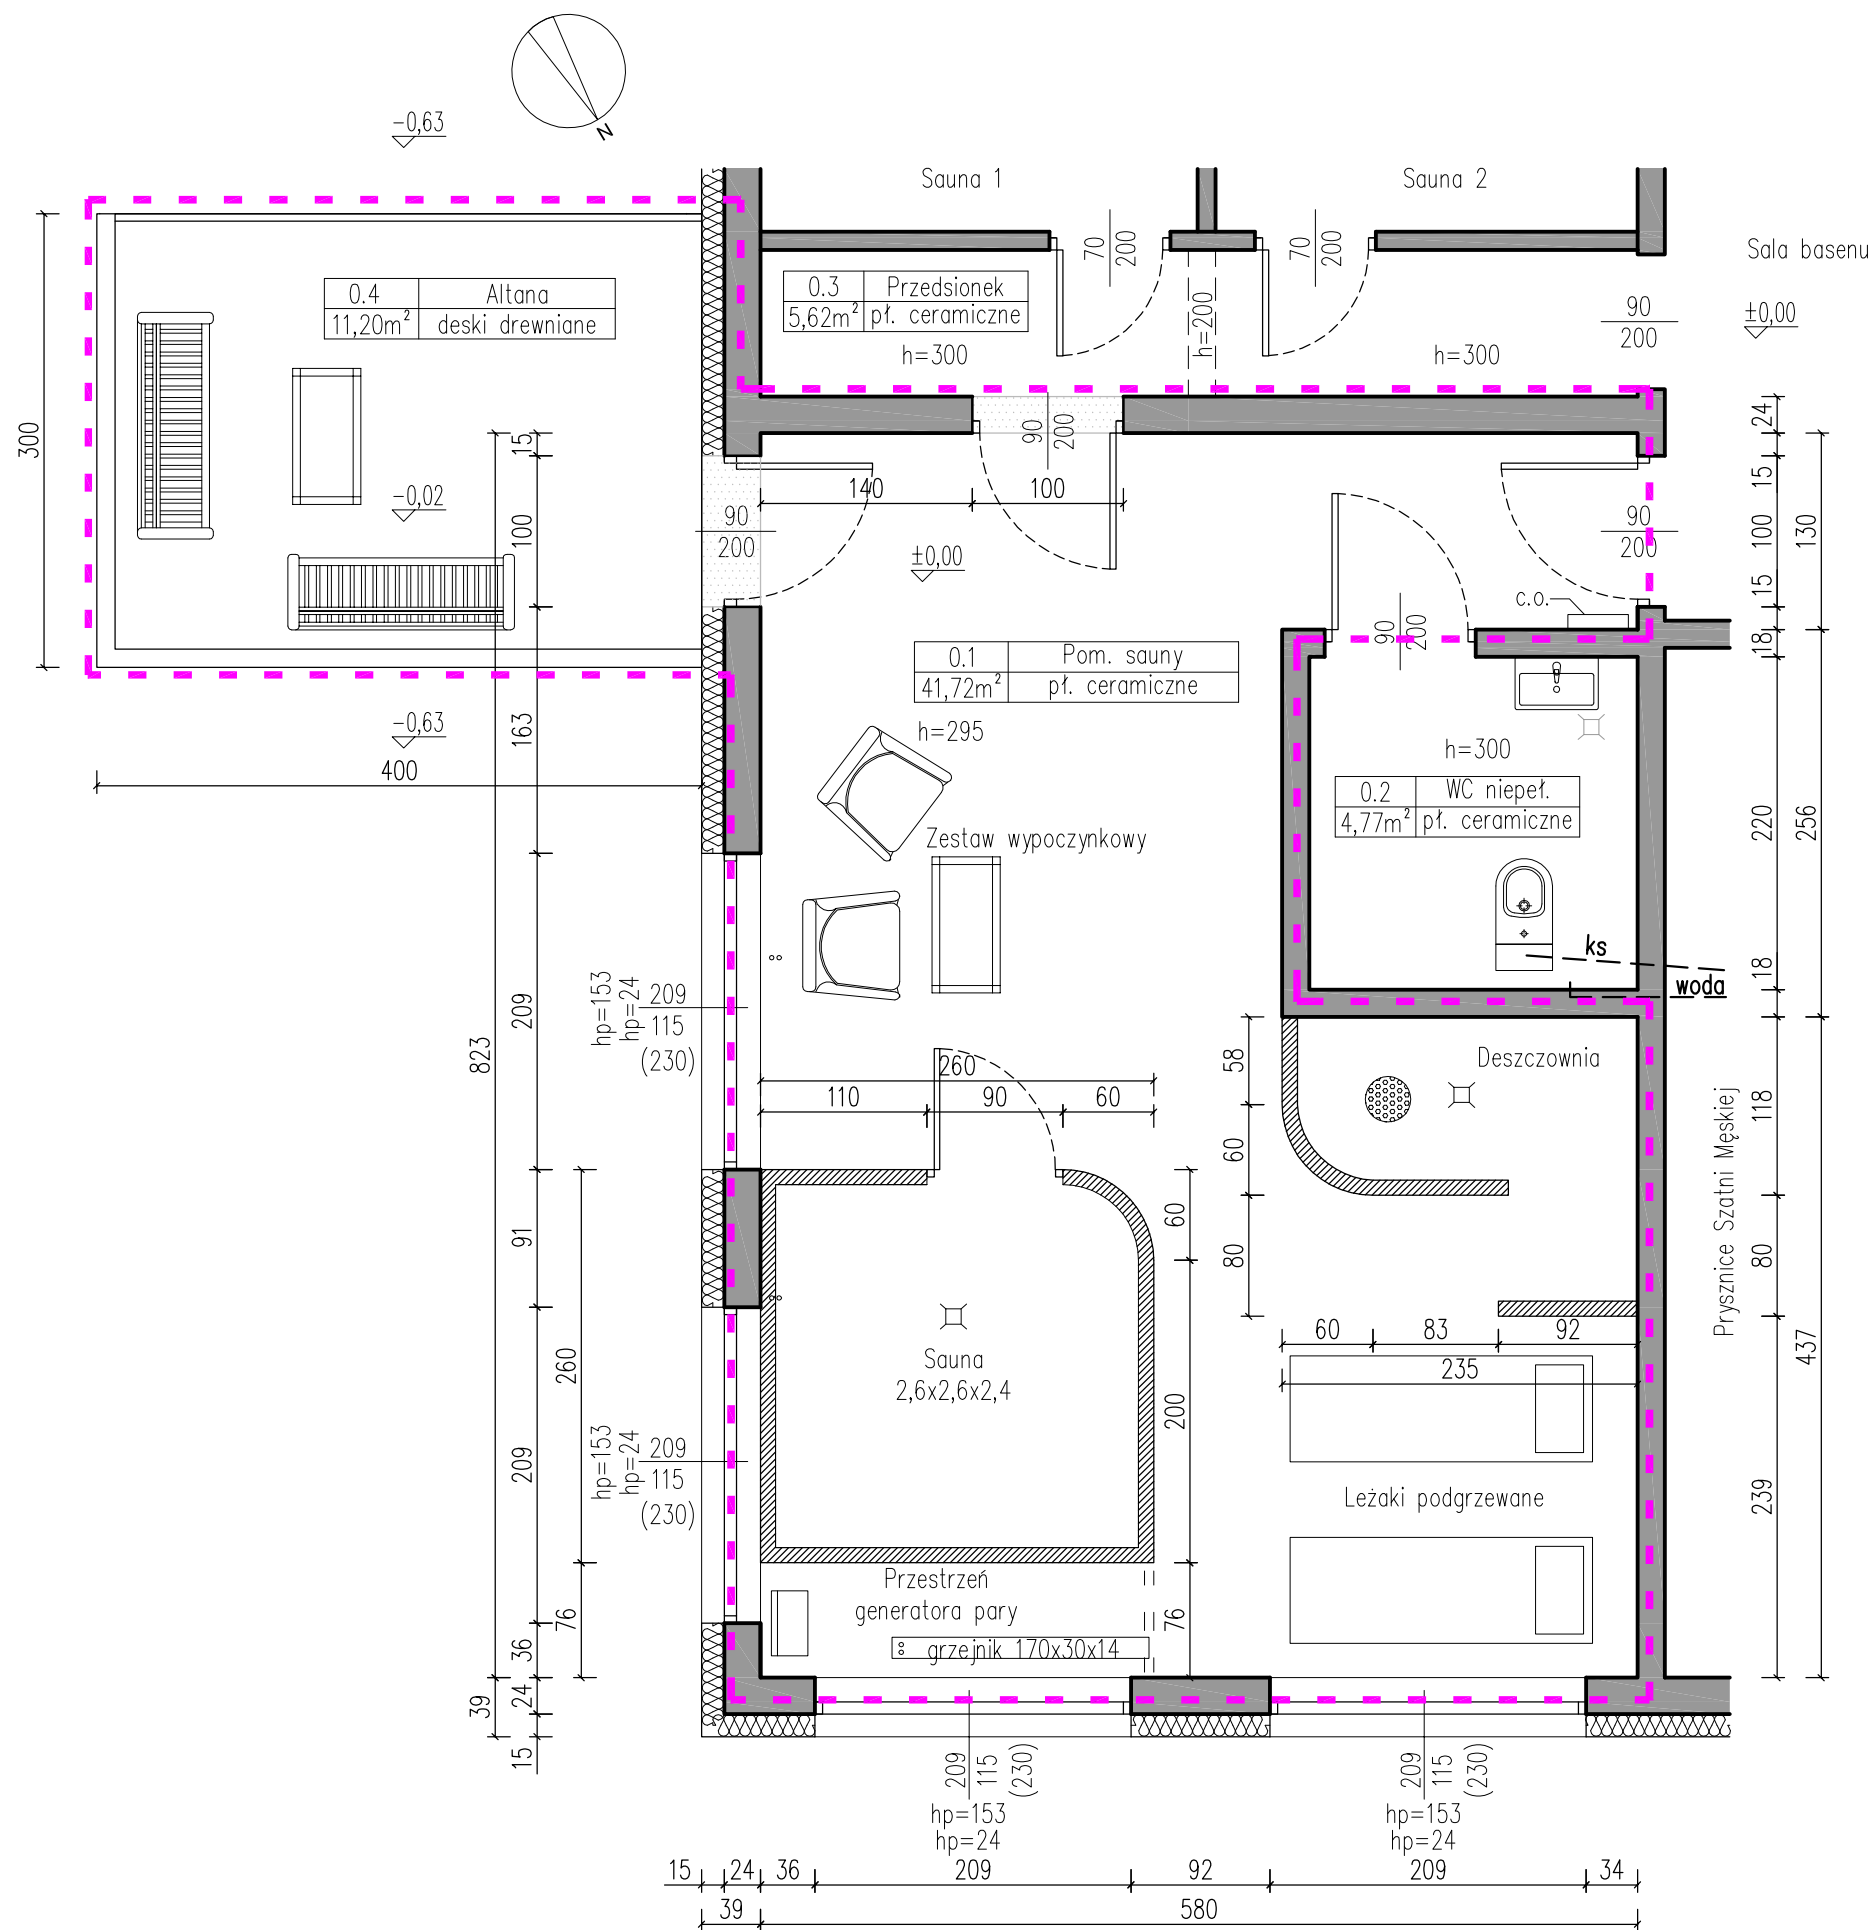 N
-0,63
Sauna 1
Sauna 2
Sala basenu
±0,00
70
200
70
200
90
200
0.4 Altana
11,20m² deski drewniane
0.3 Przedsionek
5,62m² pł. ceramiczne
h=300
h=200
h=300
300
-0,02
15
100
163
90
200
140
100
90
200
±0,00
90
200
c.o.
90
200
24
15
100
15
18
130
0.1 Pom. sauny
41,72m² pł. ceramiczne
h=295
-0,63
400
h=300
0.2 WC niepeł.
4,77m² pł. ceramiczne
220
256
Zestaw wypoczynkowy
ks
woda
18
823
209
hp=153
hp=24
209
115
(230)
260
110
90
60
58
60
80
Deszczownia
Prysznice Szatni Męskiej
118
80
437
91
260
60
200
Sauna
2,6x2,6x2,4
60
83
92
235
209
hp=153
hp=24
209
115
(230)
Leżaki podgrzewane
239
Przestrzeń
generatora pary
grzejnik 170x30x14
76
76
36
24
39
15
209
115
(230)
hp=153
hp=24
209
115
(230)
hp=153
hp=24
15
24
36
209
92
209
34
39
580